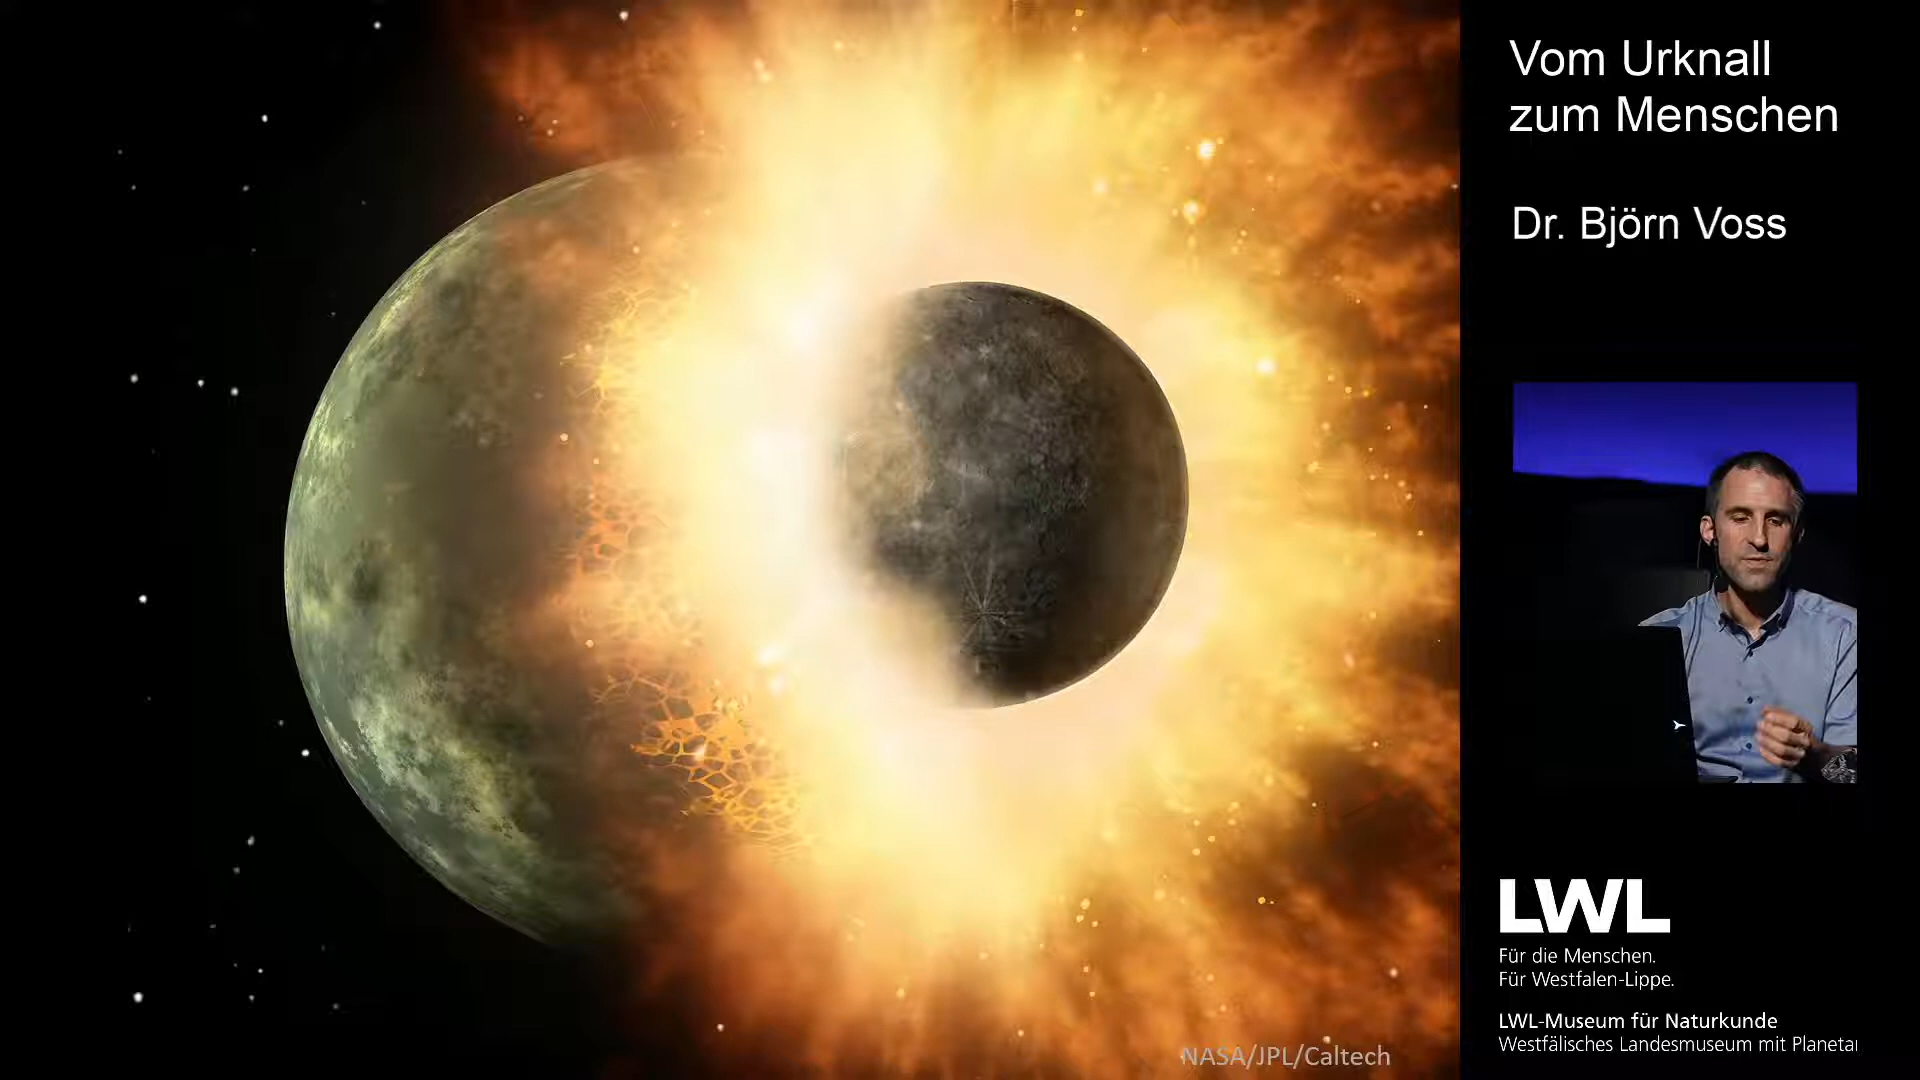 Vom Urknall
zum Menschen
Dr. Björn Voss
LWL
Für die Menschen.
Für Westfalen-Lippe.
LWL-Museum für Naturkunde
Westfälisches Landesmuseum mit Planeta
NASA/JPL/Caltech